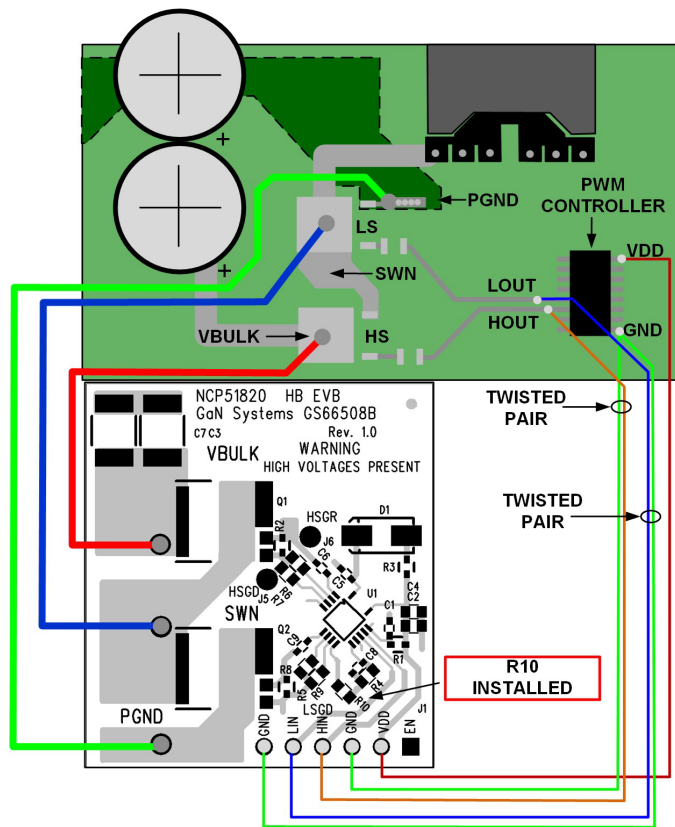 +
+
PGND
PWM
CONTROLLER
LS
VDD
SWN
LOUT
HOUT
GND
VBULK
HS
NCP51820 HB EVB
GaN Systems GS66508B
C7 C3
Rev. 1.0
VBULK
WARNING
HIGH VOLTAGES PRESENT
TWISTED
PAIR
TWISTED
PAIR
Q1
HSGR
D1
R2
J6
C6
R3
HSGD
J5
R6
R7
C5
C4
C2
U1
C1
SWN
Q2
C9
R1
C8
R8
R5
R9
R4
R10
R10
INSTALLED
LSGD
PGND
J1
GND
LIN
HIN
GND
VDD
EN